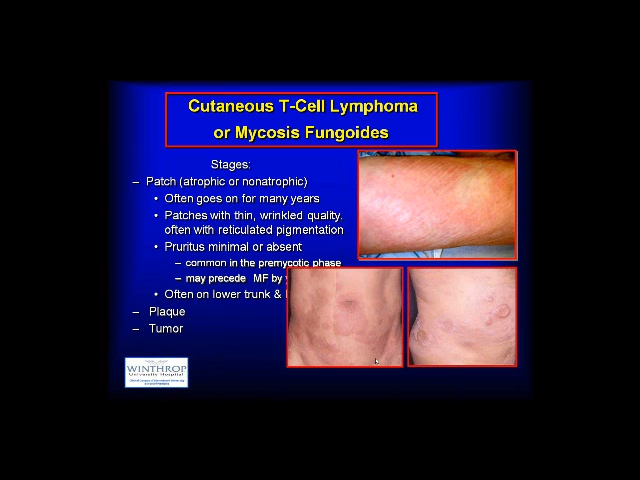 Cutaneous T-Cell Lymphoma
or Mycosis Fungoides
Stages:
– Patch (atrophic or nonatrophic)
• Often goes on for many years
• Patches with thin, wrinkled quality.
often with reticulated pigmentation
• Pruritus minimal or absent
– common in the premycotic phase
– may precede MF by
• Often on lower trunk &
– Plaque
– Tumor
WINTHROP
University Hospital